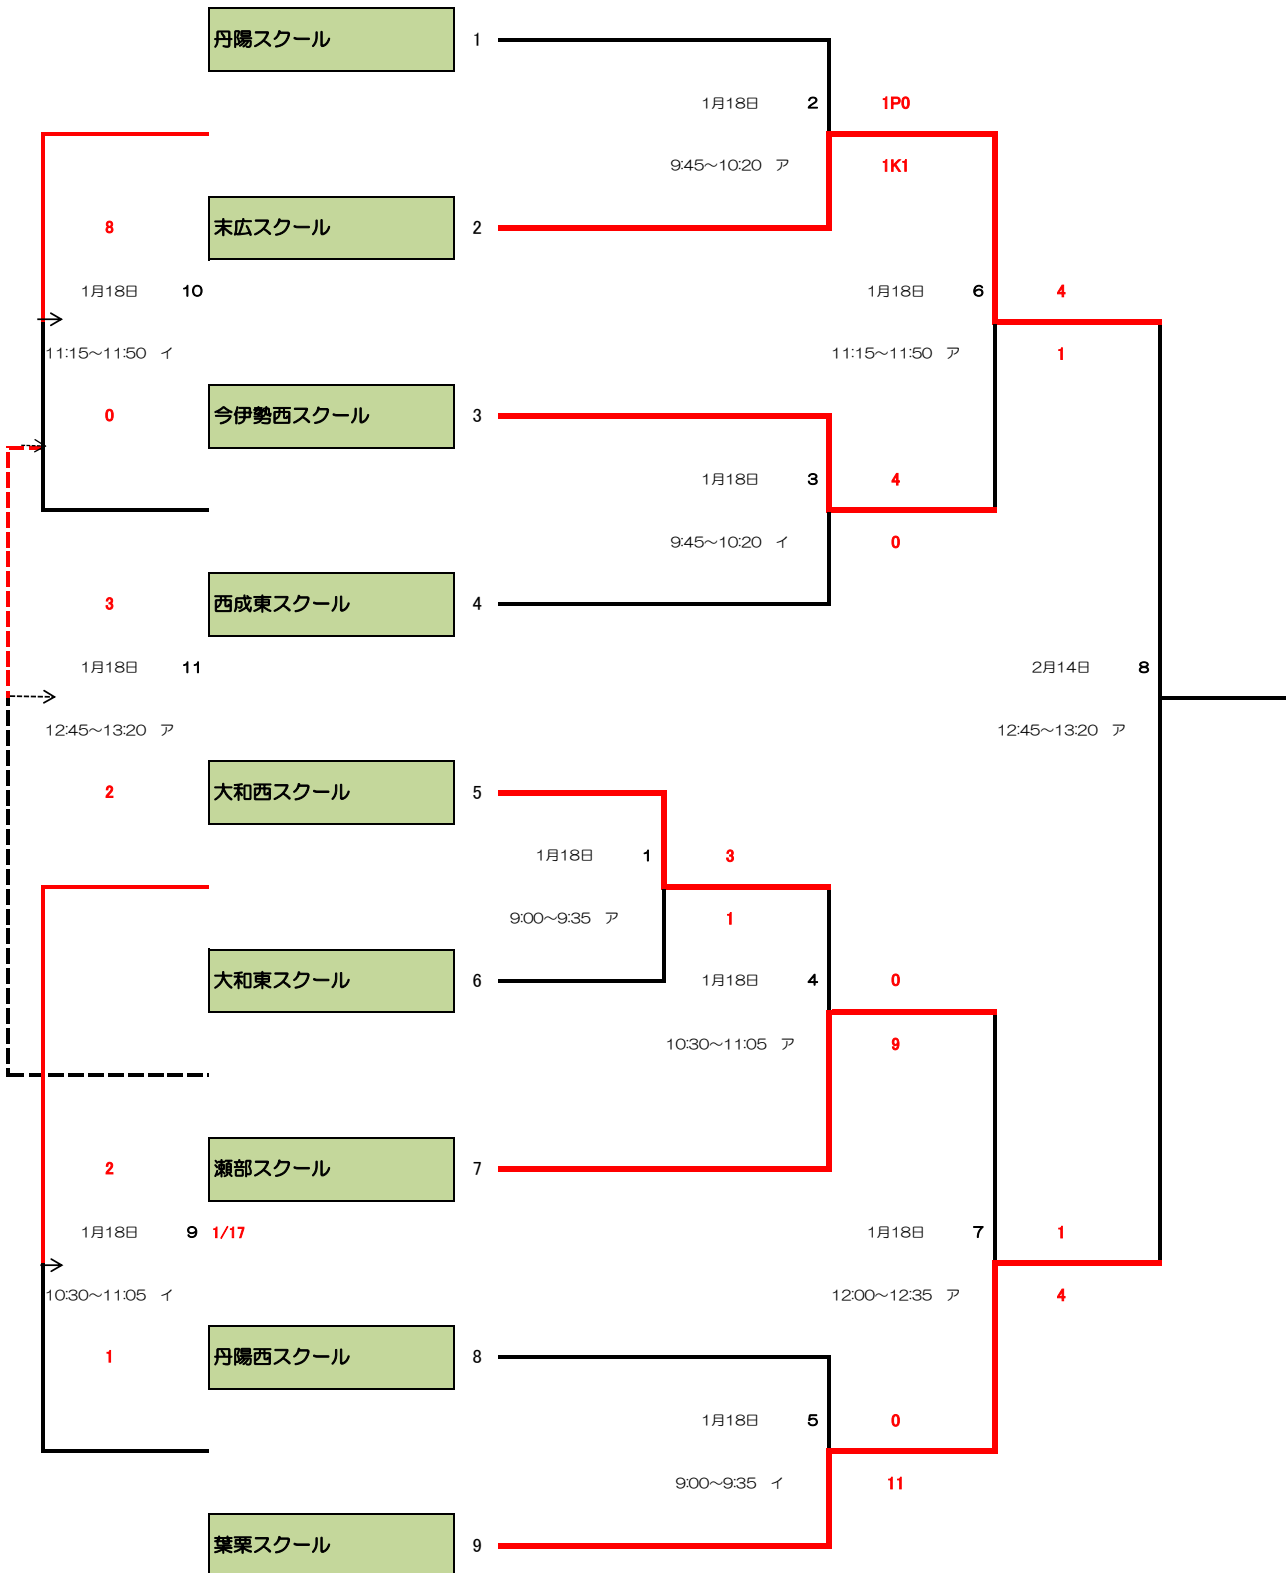 丹陽スクール 1
1月18日 2 1P0
9:45～10:20 ア 1K1
8 末広スクール 2
1月18日 10 1月18日 6 4
11:15～11:50 イ 11:15～11:50 ア 1
0 今伊勢西スクール 3
1月18日 3 4
9:45～10:20 イ 0
3 西成東スクール 4
1月18日 11 2月14日 8
12:45～13:20 ア 12:45～13:20 ア
2 大和西スクール 5
1月18日 1 3
9:00～9:35 ア 1
大和東スクール 6 1月18日 4 0
10:30～11:05 ア 9
2 瀬部スクール 7
1月18日 9 1/17 1月18日 7 1
10:30～11:05 イ 12:00～12:35 ア 4
1 丹陽西スクール 8
1月18日 5 0
9:00～9:35 イ 11
葉栗スクール 9